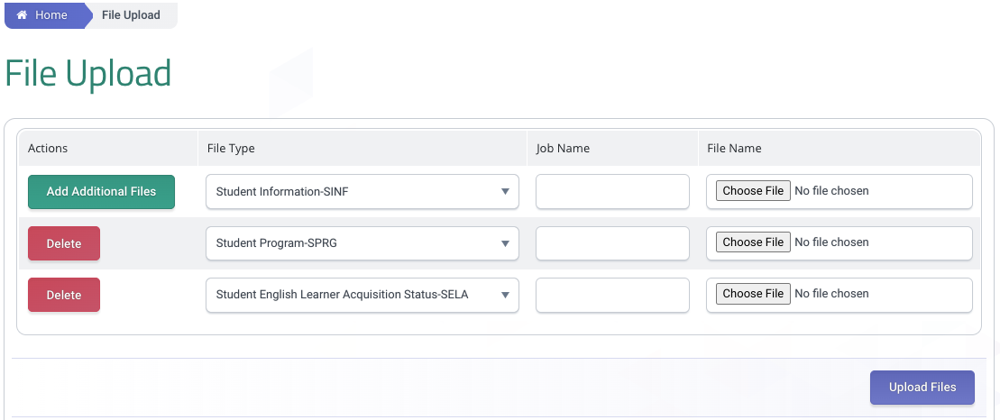 Home File Upload
File Upload
Actions File Type Job Name File Name
Add Additional Files Student Information-SINF Choose File No file chosen
Delete Student Program-SPRG Choose File No file chosen
Delete Student English Learner Acquisition Status-SELA Choose File No file chosen
Upload Files